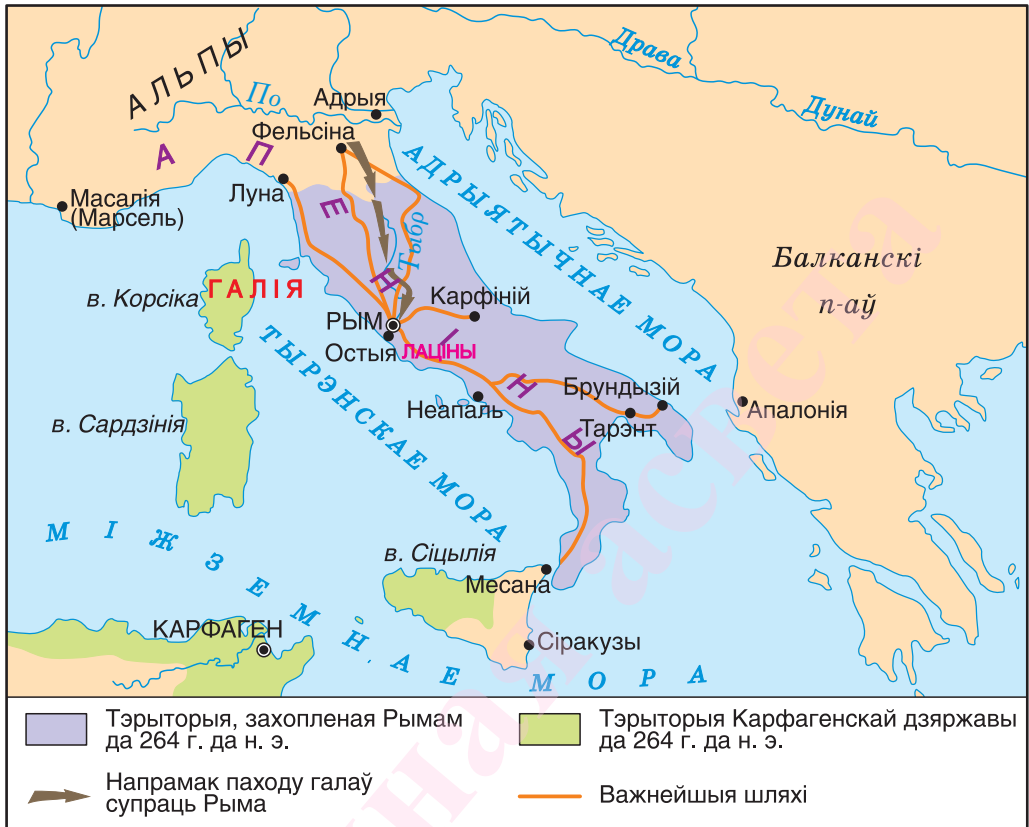 АЛЬПЫ
По
Адрыя
Драва
Дунай
Фельсіна
АПЕНІНЫ
Луна
Масалія
(Марсель)
АДРЫЯТЫЧНАЕ МОРА
Тыбр
Балканскі
п-аў
в. Корсіка
ГАЛІЯ
Карфіній
РЫМ
Остыя
ЛАЦІНЫ
ТЫРЭНСКАЕ МОРА
Брундызій
Неапаль
Тарэнт
Апалонія
в. Сардзінія
МІЖЗЕМНАЕ МОРА
в. Сіцылія
Месана
КАРФАГЕН
Сіракузы
Тэрыторыя, захопленая Рымам
да 264 г. да н. э.
Тэрыторыя Карфагенскай дзяржавы
да 264 г. да н. э.
Напрамак паходу галаў
супраць Рыма
Важнейшыя шляхі